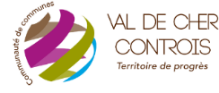 Communauté de communes
VAL DE CHER
CONTROIS
Territoire de progrès